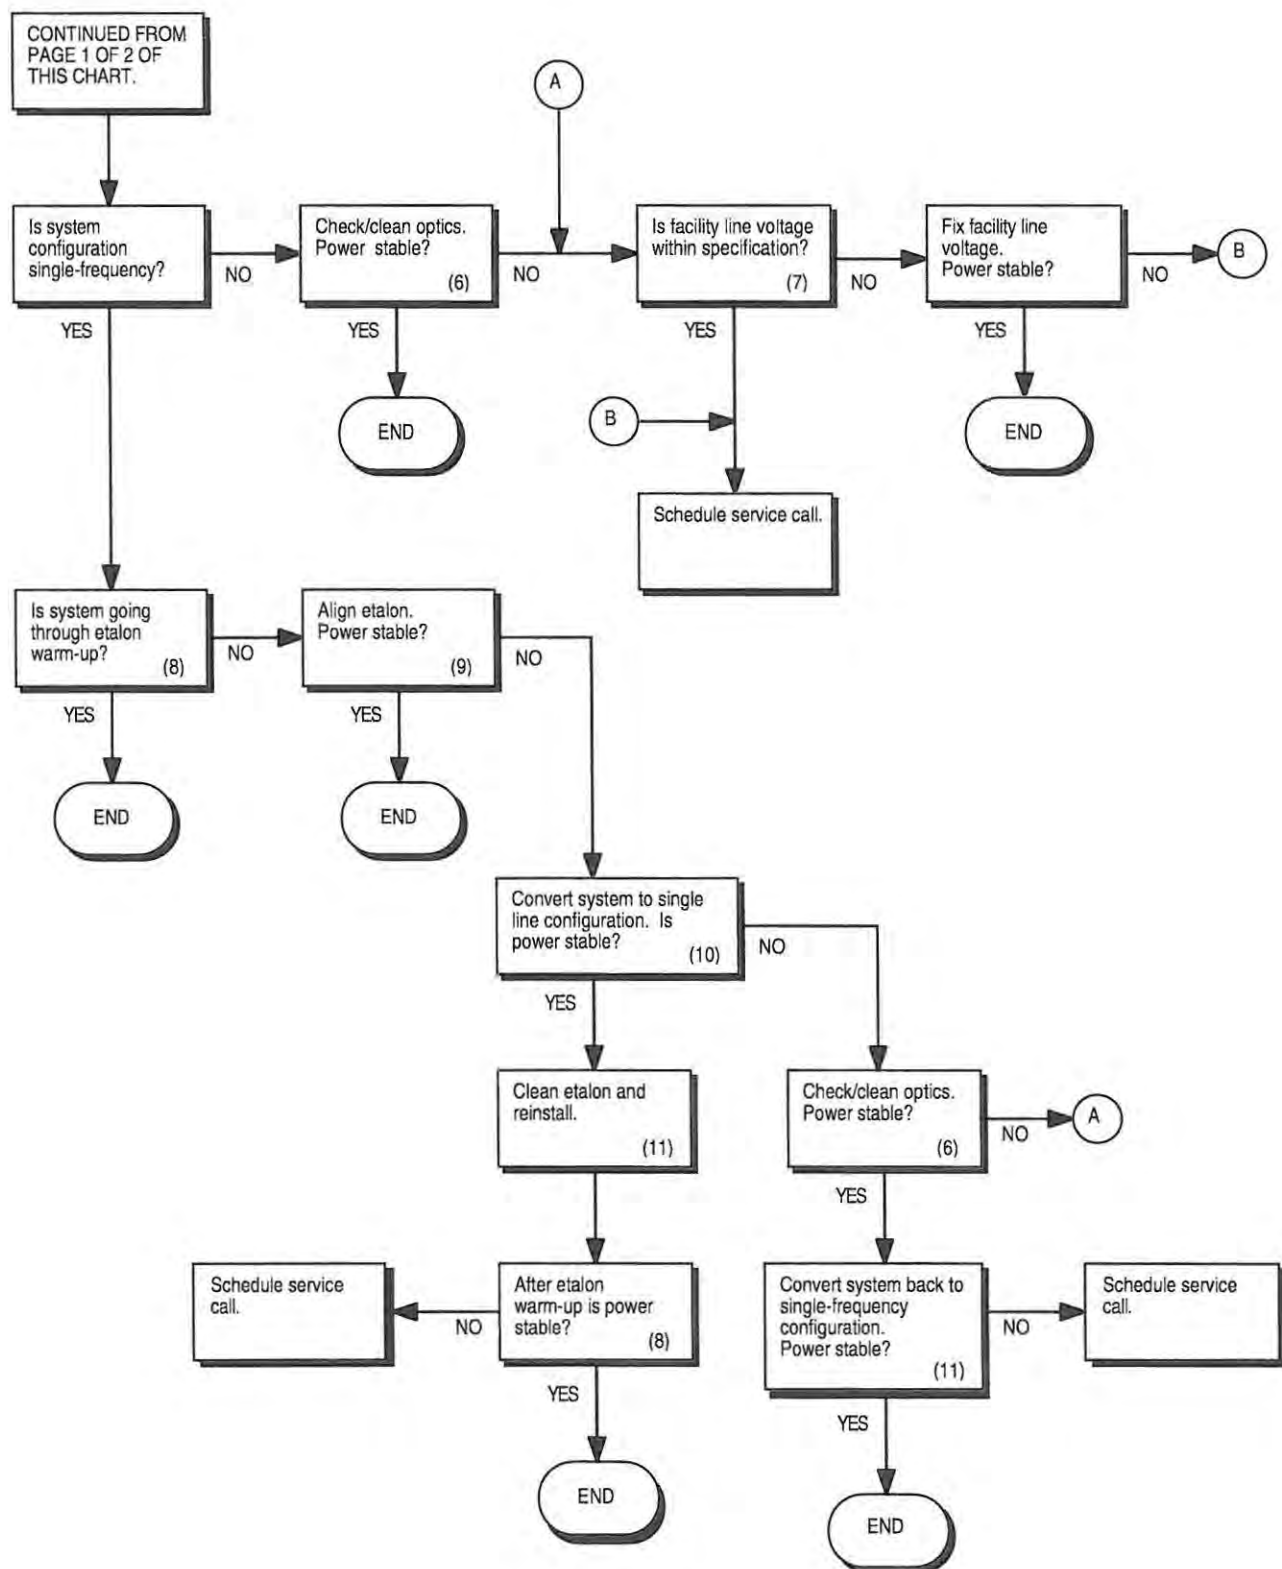 CONTINUED FROM
PAGE 1 OF 2 OF
THIS CHART.
A
Is system
configuration
single-frequency?
NO
YES
Check/clean optics.
Power stable?
(6)
NO
YES
END
Is facility line voltage
within specification?
(7)
NO
YES
Fix facility line
voltage.
Power stable?
NO
B
YES
END
B
Schedule service call.
Is system going
through etalon
warm-up?
(8)
NO
YES
END
Align etalon.
Power stable?
(9)
NO
YES
END
Convert system to single
line configuration. Is
power stable?
(10)
NO
YES
Clean etalon and
reinstall.
(11)
Check/clean optics.
Power stable?
(6)
NO
A
YES
Schedule service
call.
NO
After etalon
warm-up is power
stable?
(8)
YES
END
Convert system back to
single-frequency
configuration.
Power stable?
(11)
NO
Schedule service
call.
YES
END